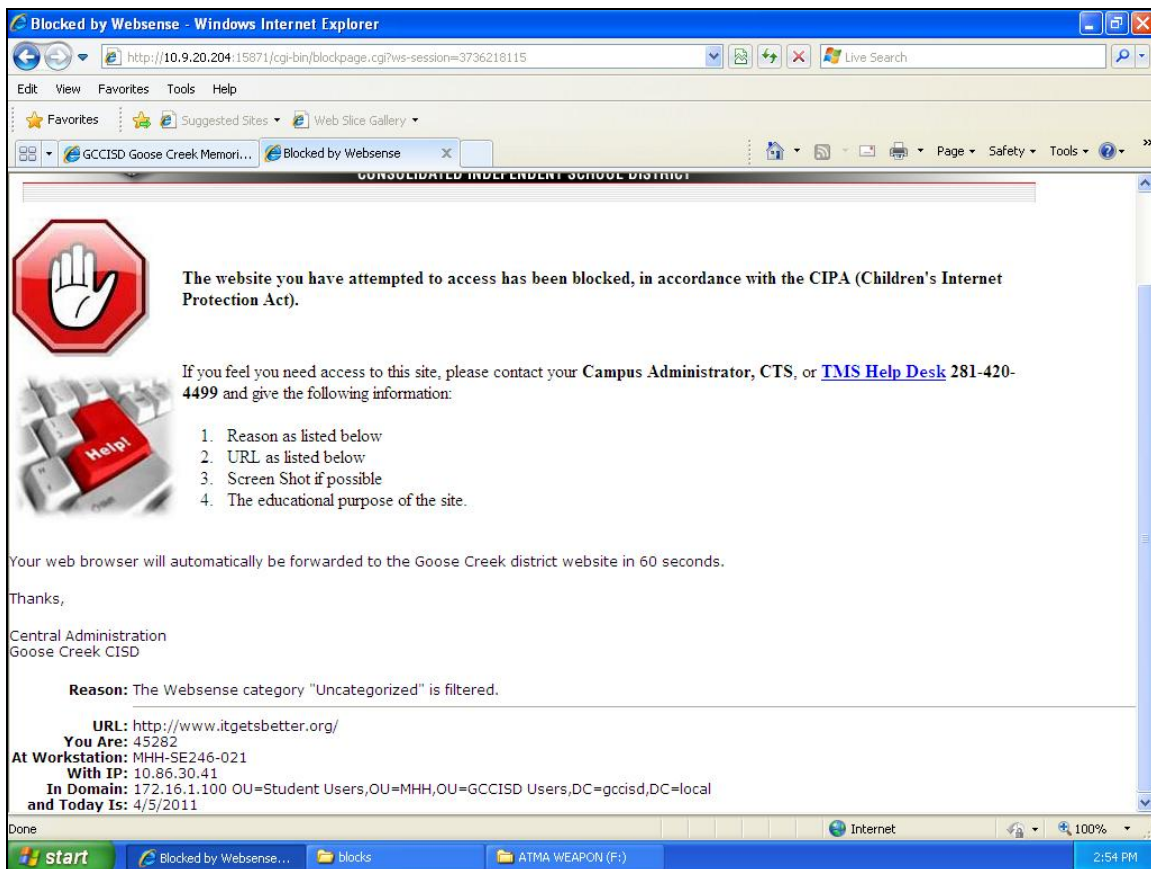 Blocked by Websense - Windows Internet Explorer
http://10.9.20.204:15871/cgi-bin/blockpage.cgi?ws-session=3736218115
Live Search
Edit View Favorites Tools Help
Favorites Suggested Sites Web Slice Gallery
GCCISD Goose Creek Memori... Blocked by Websense X Page Safety Tools »
CONSOLIDATED INDEPENDENT SCHOOL DISTRICT
The website you have attempted to access has been blocked, in accordance with the CIPA (Children's Internet
Protection Act).
If you feel you need access to this site, please contact your Campus Administrator, CTS, or TMS Help Desk 281-420-
4499 and give the following information:
Help!
1. Reason as listed below
2. URL as listed below
3. Screen Shot if possible
4. The educational purpose of the site.
Your web browser will automatically be forwarded to the Goose Creek district website in 60 seconds.
Thanks,
Central Administration
Goose Creek CISD
Reason: The Websense category "Uncategorized" is filtered.
URL: http://www.itgetsbetter.org/
You Are: 45282
At Workstation: MHH-SE246-021
With IP: 10.86.30.41
In Domain: 172.16.1.100 OU=Student Users,OU=MHH,OU=GCCISD Users,DC=gccisd,DC=local
and Today Is: 4/5/2011
Done Internet 100%
start Blocked by Websense... blocks ATMA WEAPON (F:) 2:54 PM